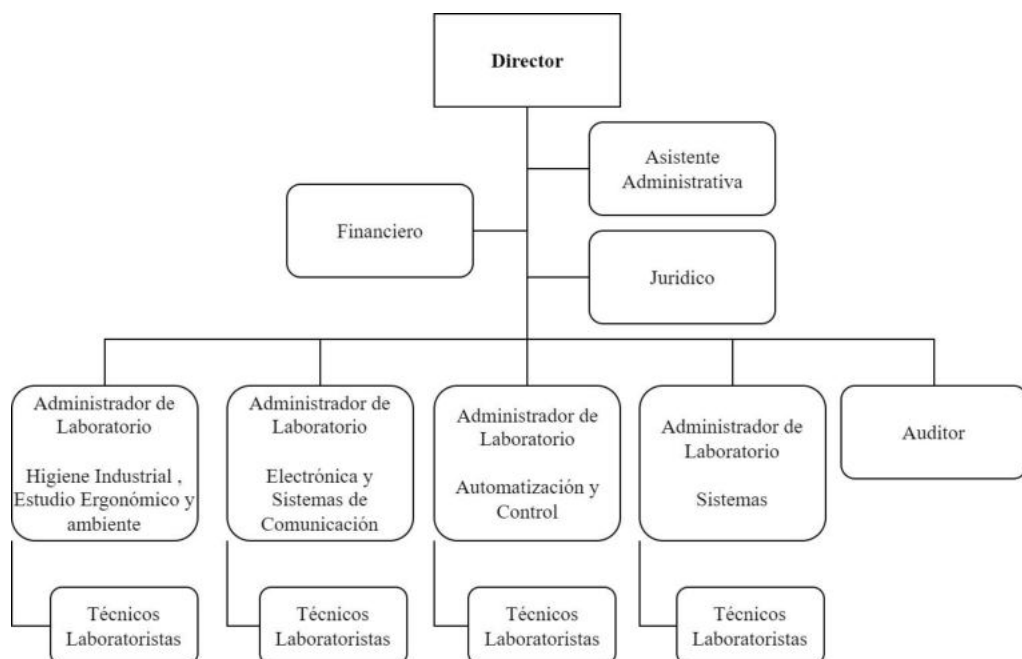 Director
Asistente
Administrativa
Financiero
Juridico
Administrador de
Laboratorio
Higiene Industrial ,
Estudio Ergonómico y
ambiente
Administrador de
Laboratorio
Electrónica y
Sistemas de
Comunicación
Administrador de
Laboratorio
Automatización y
Control
Administrador de
Laboratorio
Sistemas
Auditor
Técnicos
Laboratoristas
Técnicos
Laboratoristas
Técnicos
Laboratoristas
Técnicos
Laboratoristas